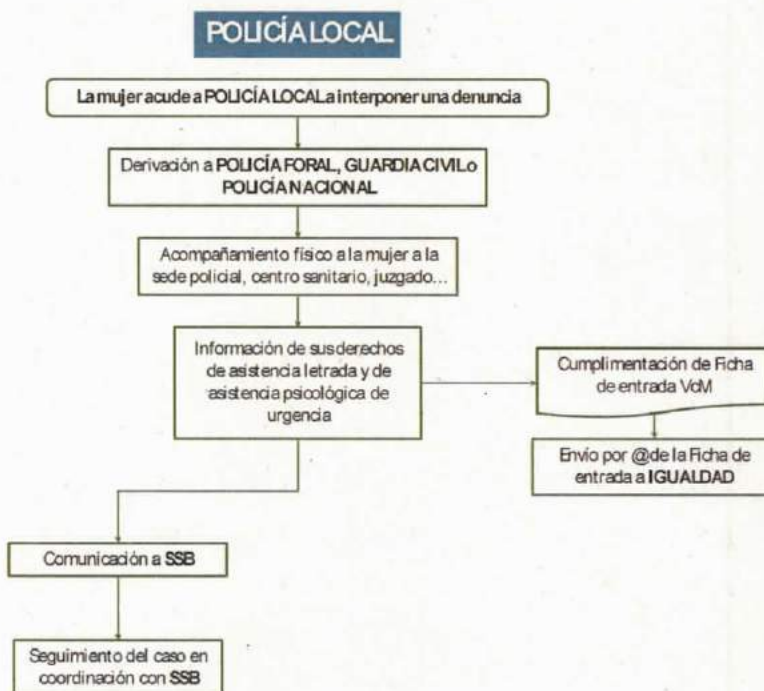 POLICÍA LOCAL
La mujer acude a POLICÍA LOCAL a interponer una denuncia
Derivación a POLICÍA FORAL, GUARDIA CIVIL o
POLICÍA NACIONAL
Acompañamiento físico a la mujer a la
sede policial, centro sanitario, juzgado...
Información de sus derechos
de asistencia letrada y de
asistencia psicológica de
urgencia
Cumplimentación de Ficha
de entrada VcM
Envío por @ de la Ficha de
entrada a IGUALDAD
Comunicación a SSB
Seguimiento del caso en
coordinación con SSB